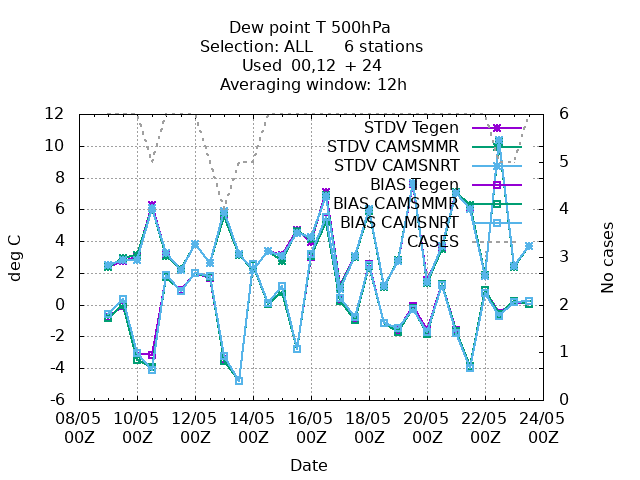 Dew point T 500hPa
Selection: ALL 6 stations
Used 00,12 + 24
Averaging window: 12h
12
10
8
6
4
2
0
-2
-4
-6
deg C
6
5
4
3
2
1
0
No cases
STDV Tegen
STDV CAMSMMR
STDV CAMSNRT
BIAS Tegen
BIAS CAMSMMR
BIAS CAMSNRT
CASES
08/05 10/05 12/05 14/05 16/05 18/05 20/05 22/05 24/05
00Z 00Z 00Z 00Z 00Z 00Z 00Z 00Z 00Z
Date